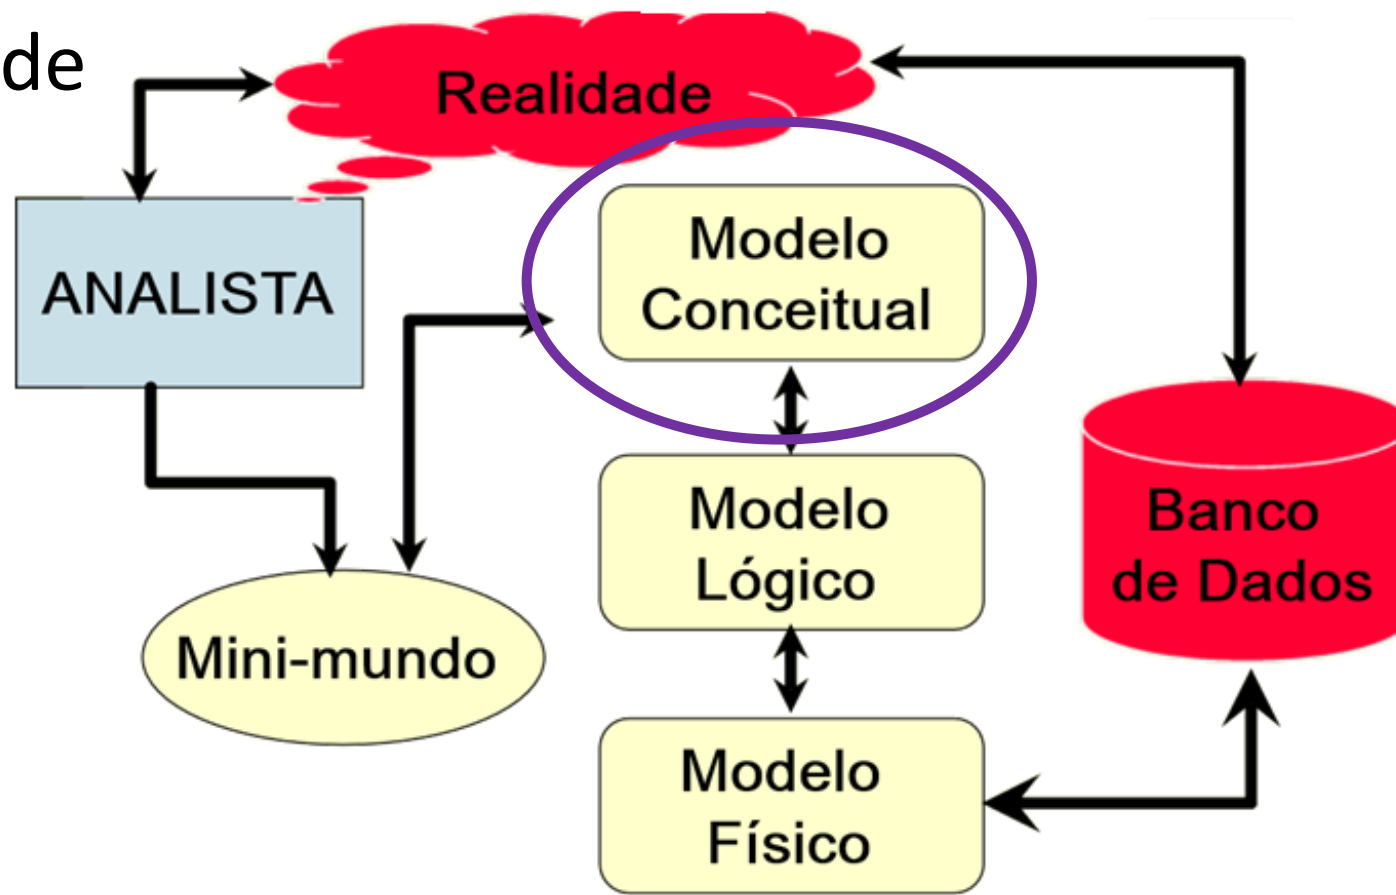 de
Realidade
ANALISTA
Modelo
Conceitual
Modelo
Lógico
Banco
de Dados
Mini-mundo
Modelo
Físico